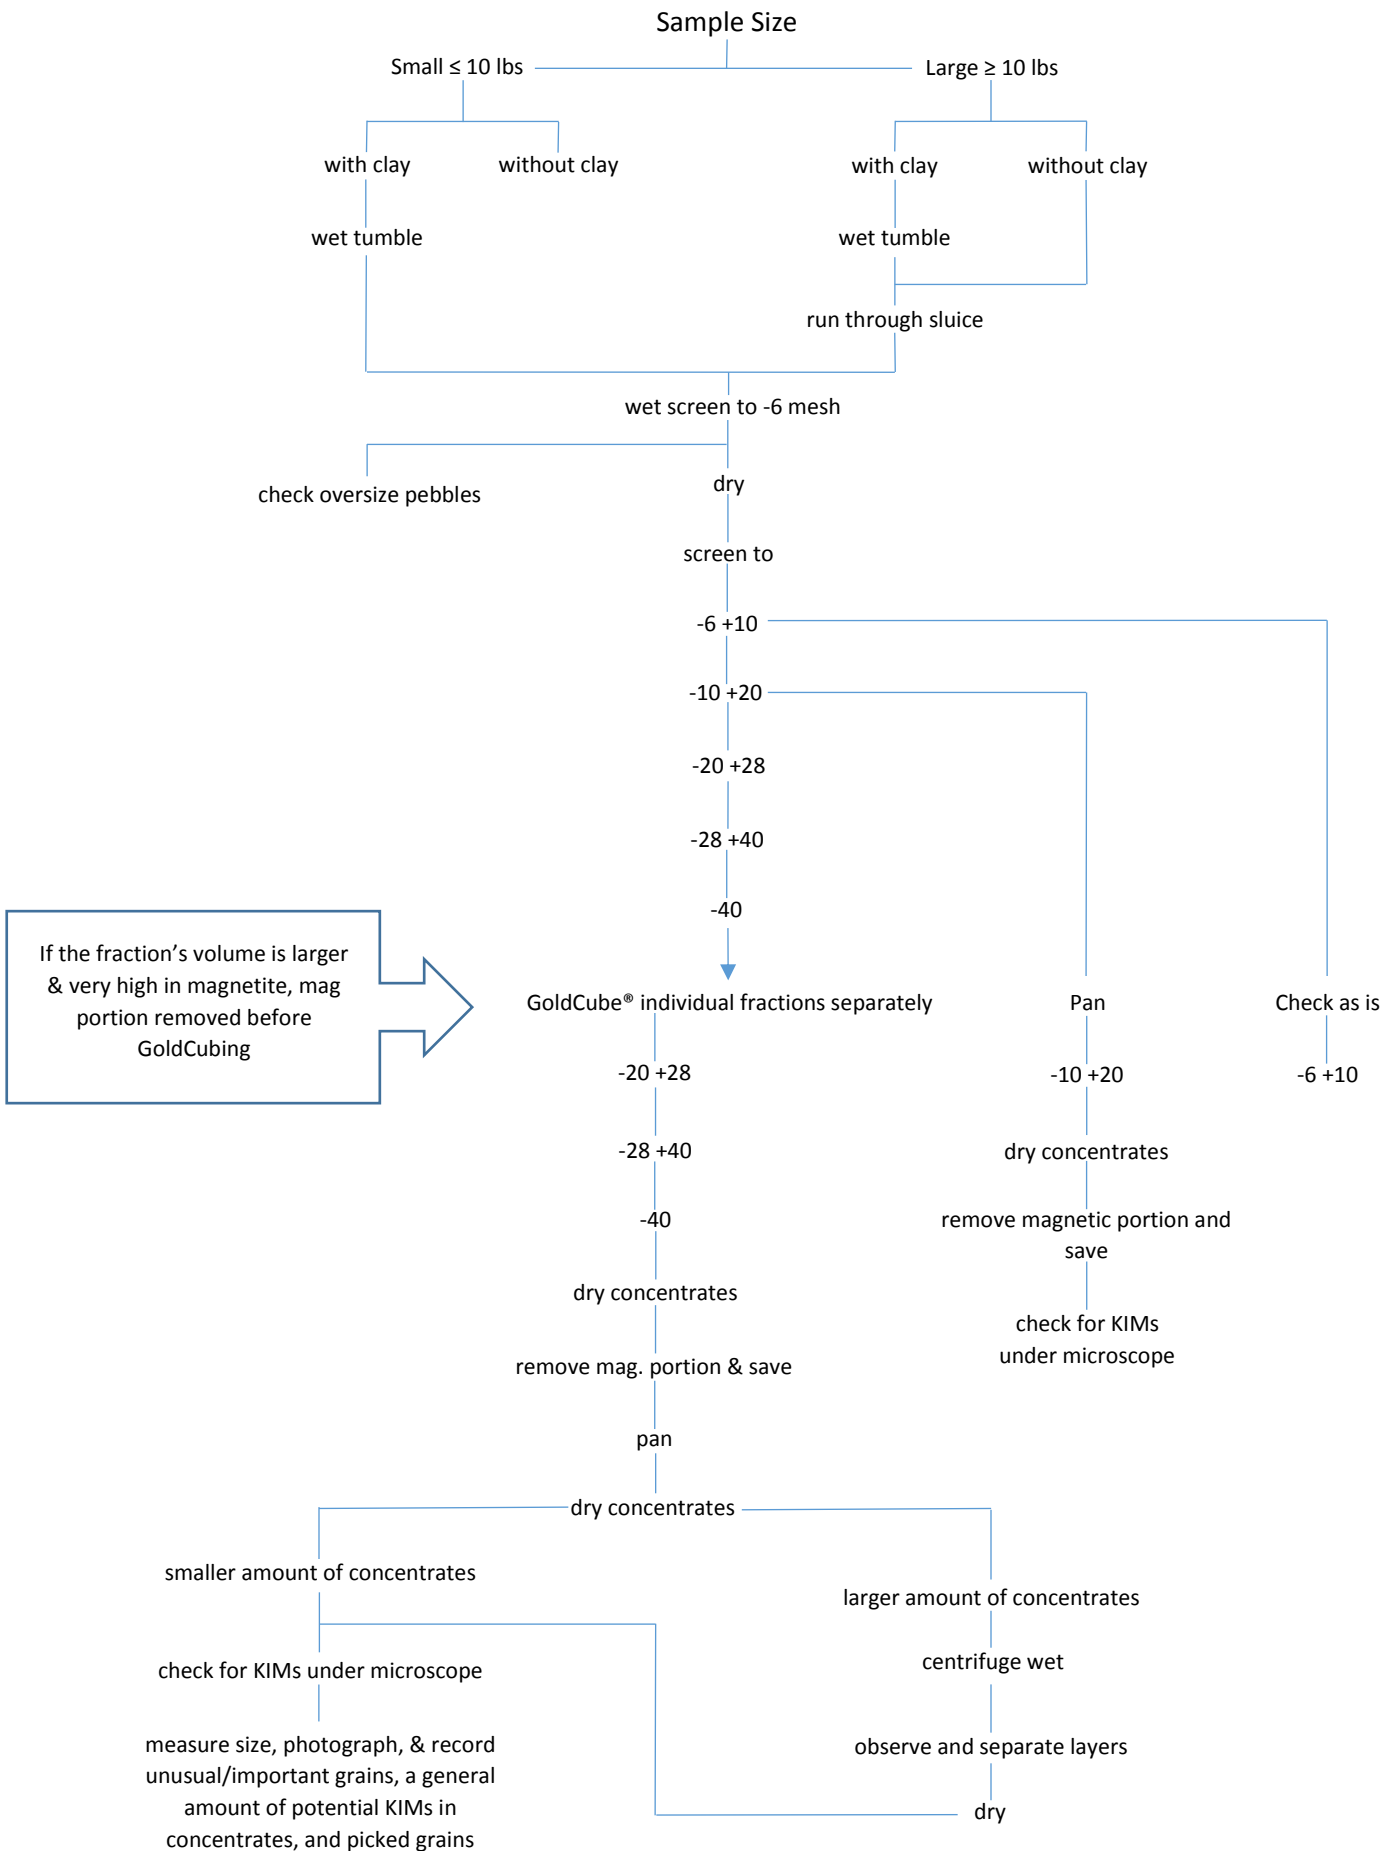 Sample Size
Small ≤ 10 lbs
Large ≥ 10 lbs
with clay
without clay
with clay
without clay
wet tumble
wet tumble
run through sluice
wet screen to -6 mesh
check oversize pebbles
dry
screen to
-6 +10
-10 +20
-20 +28
-28 +40
-40
If the fraction’s volume is larger
& very high in magnetite, mag
portion removed before
GoldCubing
GoldCube® individual fractions separately
Pan
Check as is
-20 +28
-10 +20
-6 +10
-28 +40
dry concentrates
-40
remove magnetic portion and
save
dry concentrates
check for KIMs
under microscope
remove mag. portion & save
pan
dry concentrates
smaller amount of concentrates
larger amount of concentrates
check for KIMs under microscope
centrifuge wet
measure size, photograph, & record
unusual/important grains, a general
amount of potential KIMs in
concentrates, and picked grains
observe and separate layers
dry